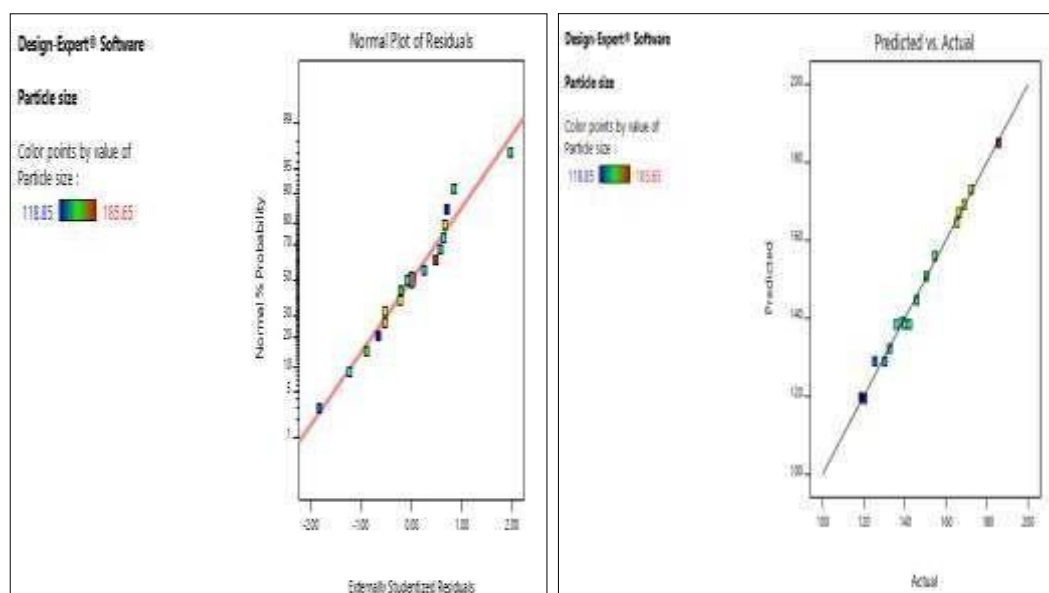 Design-Expert® Software
Particle size
Color points by value of
Particle size :
118.85 185.65
Normal Plot of Residuals
Normal % Probability
99
95
90
80
70
50
30
20
10
5
1
-2.00 -1.00 0.00 1.00 2.00
Externally Studentized Residuals
Design-Expert® Software
Particle size
Color points by value of
Particle size :
118.85 185.65
Predicted vs. Actual
Predicted
200
180
160
140
120
100
100 120 140 160 180 200
Actual